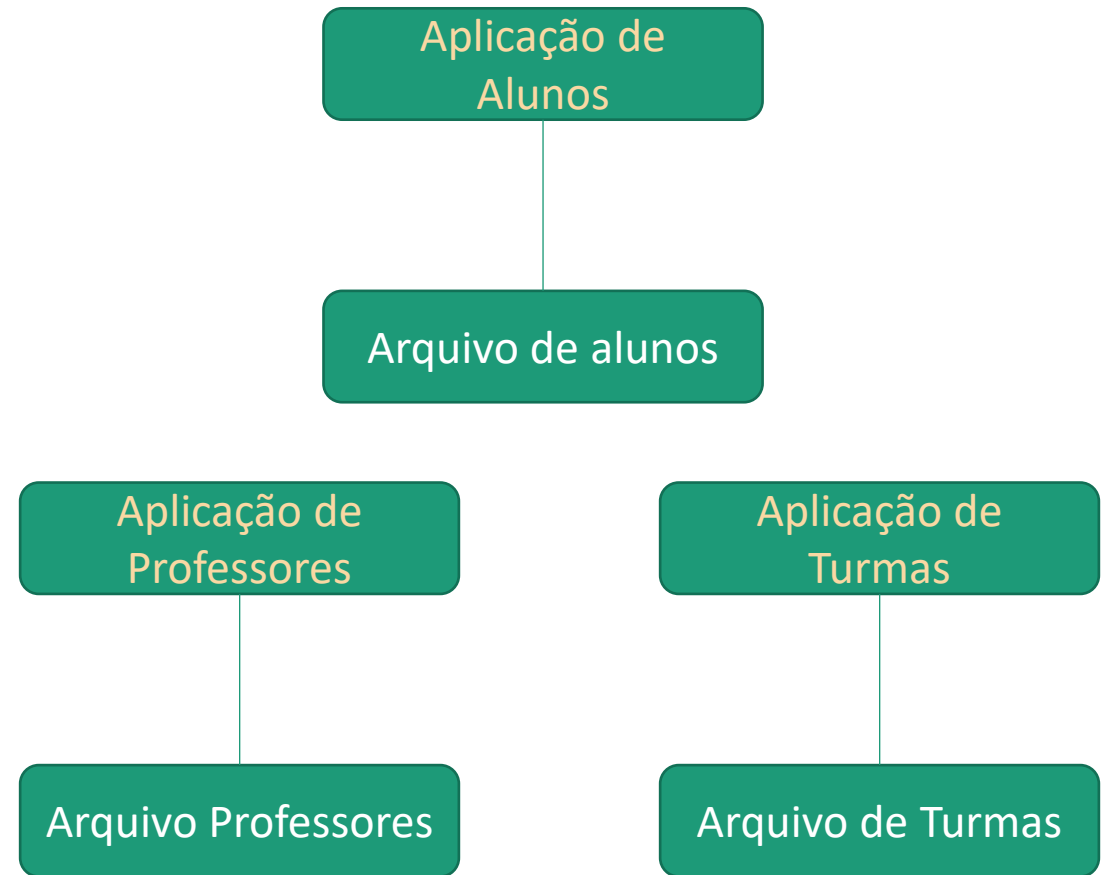 Aplicação de
Alunos
Arquivo de alunos
Aplicação de
Professores
Aplicação de
Turmas
Arquivo Professores
Arquivo de Turmas